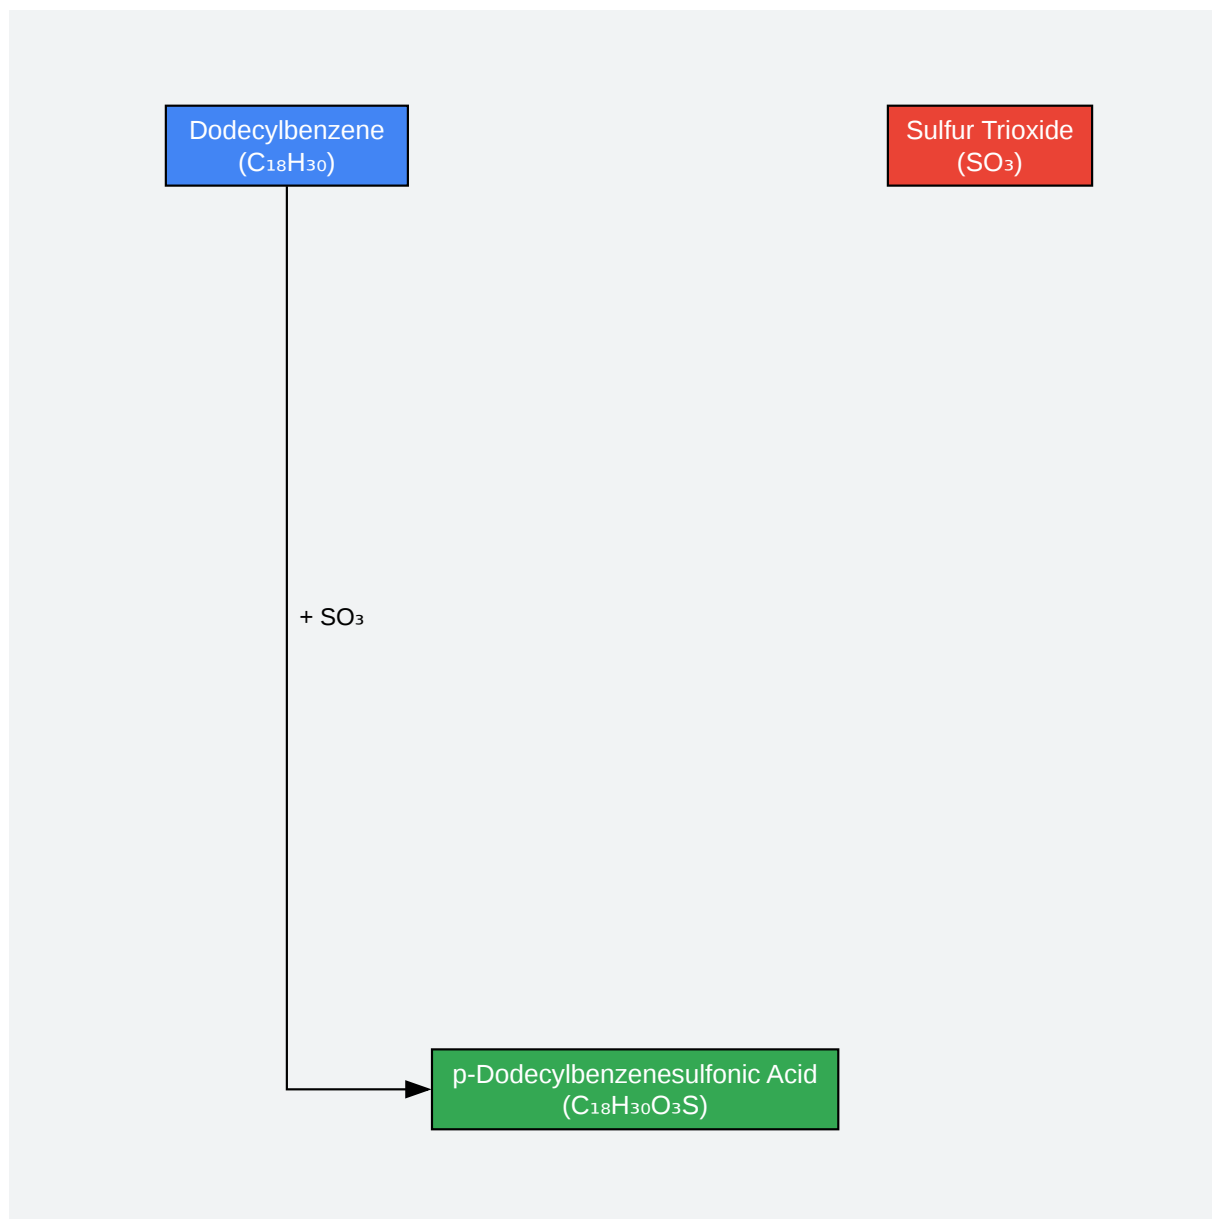 Dodecylbenzene
(C₁₈H₃₀)
Sulfur Trioxide
(SO₃)
+ SO₃
p-Dodecylbenzenesulfonic Acid
(C₁₈H₃₀O₃S)